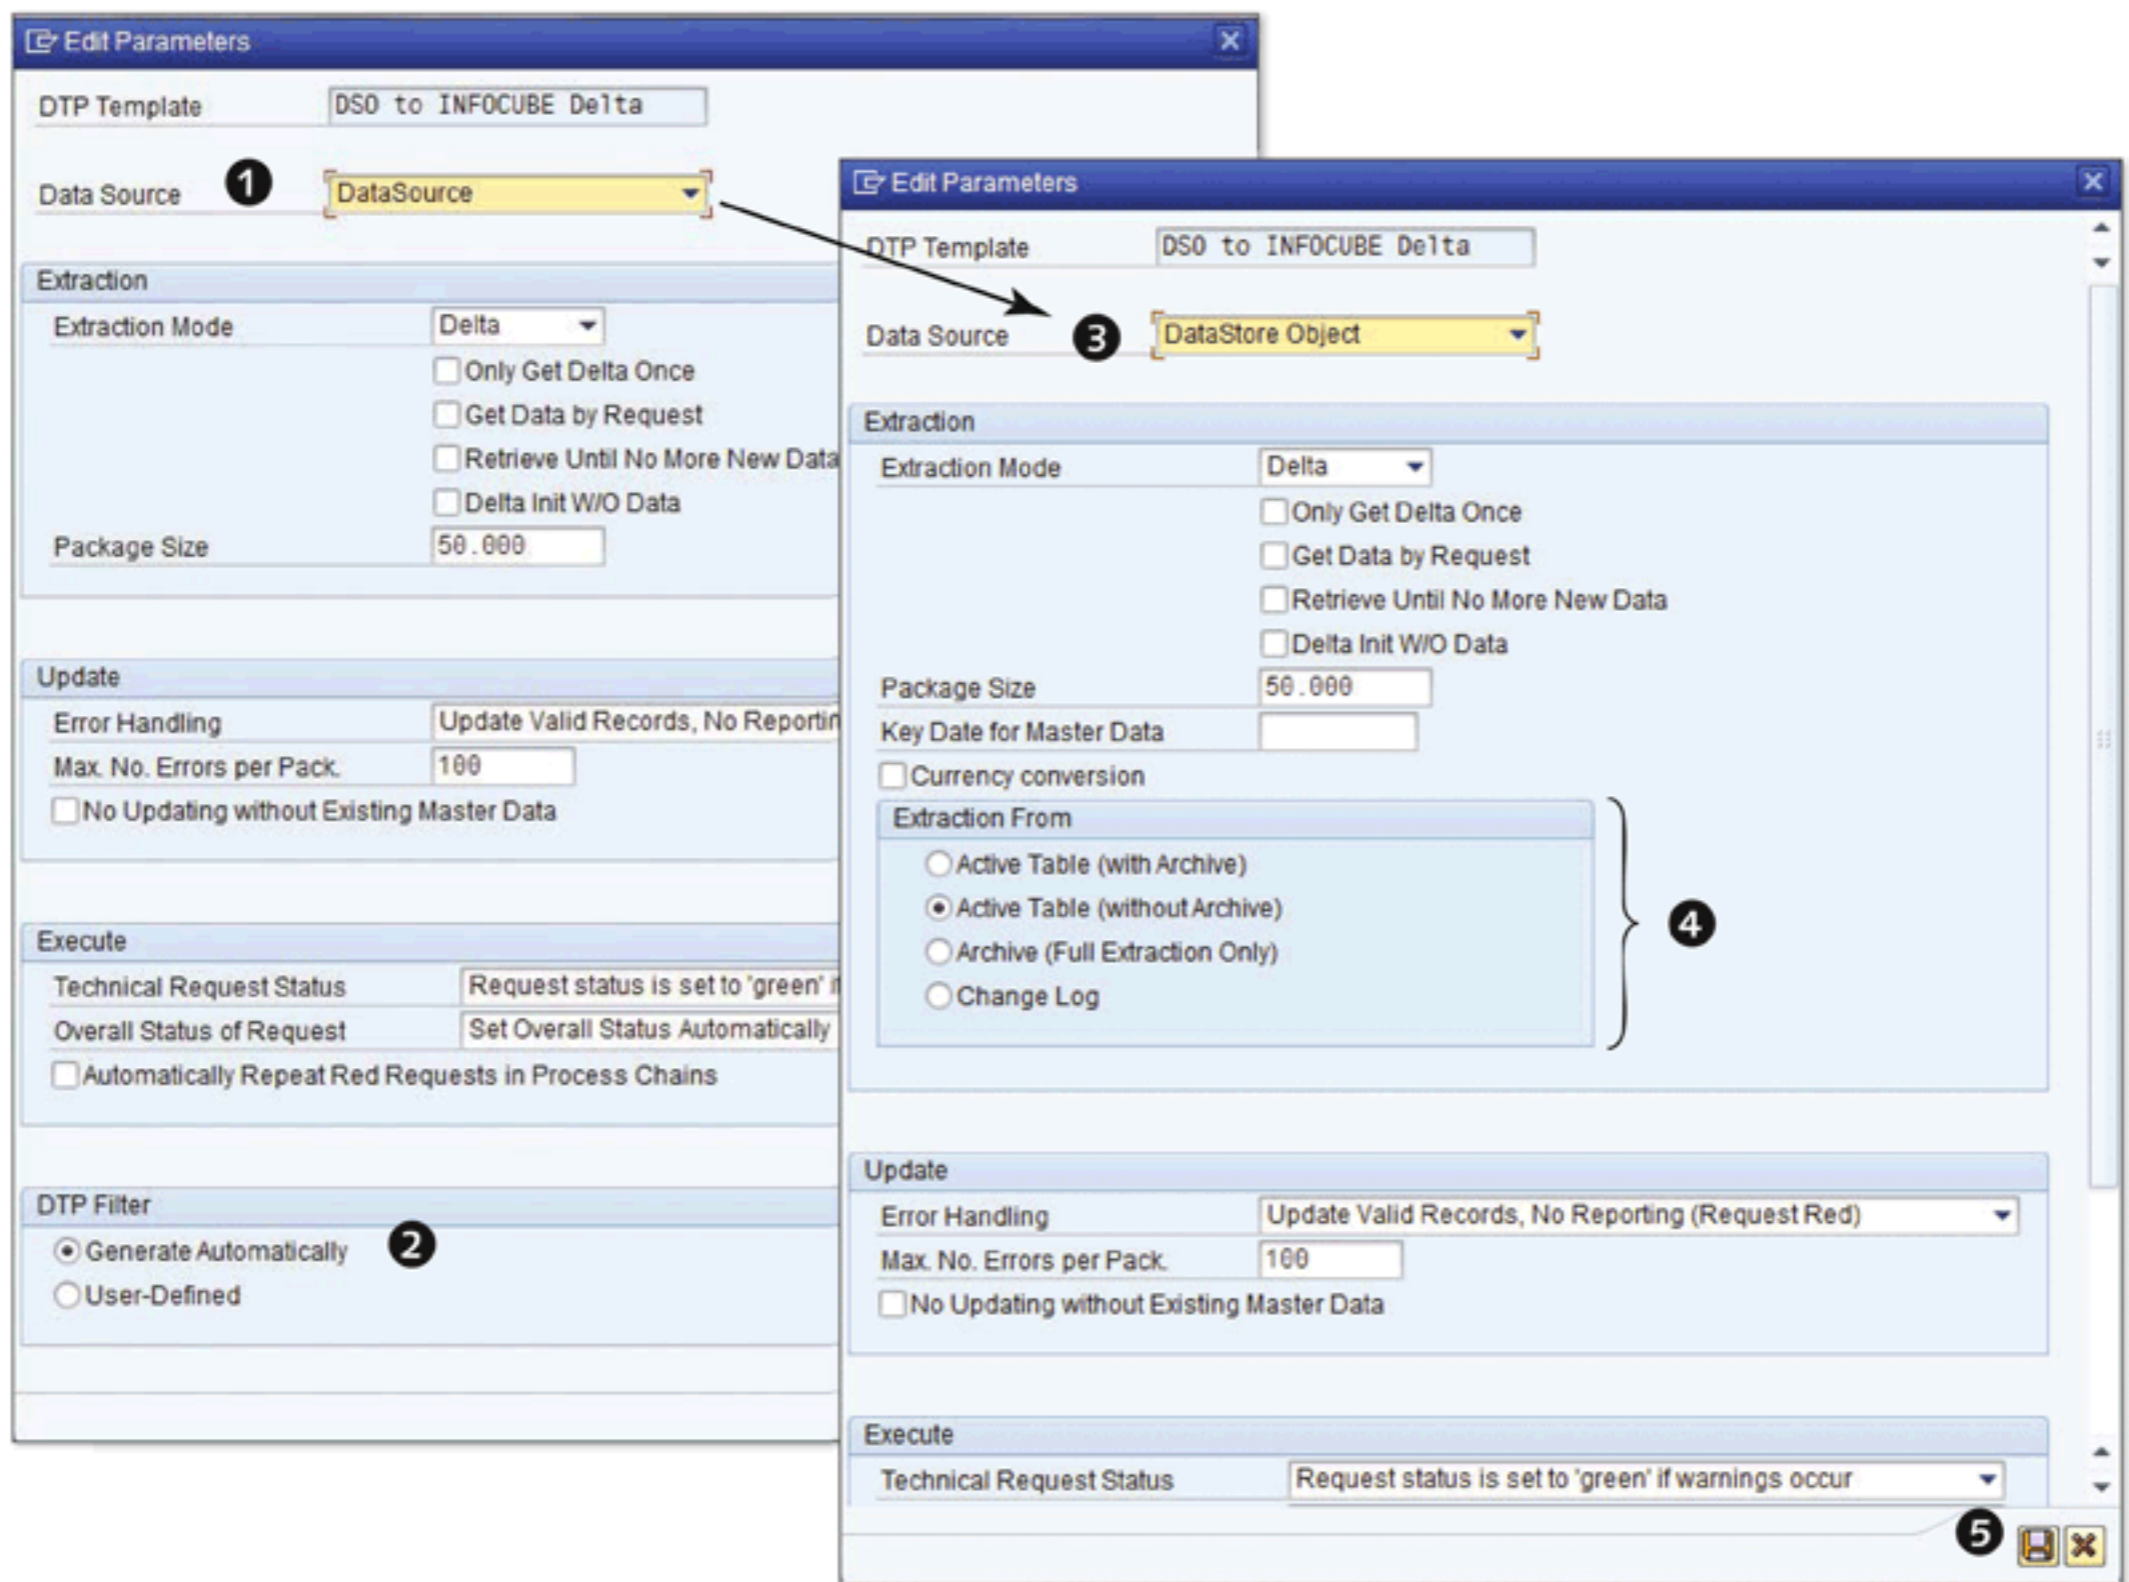 Edit Parameters
DTP Template DSO to INFOCUBE Delta
Data Source 1 DataSource
Extraction
Extraction Mode Delta
Only Get Delta Once
Get Data by Request
Retrieve Until No More New Data
Delta Init W/O Data
Package Size 50.000
Update
Error Handling Update Valid Records, No Reportin
Max. No. Errors per Pack. 100
No Updating without Existing Master Data
Execute
Technical Request Status Request status is set to 'green' i
Overall Status of Request Set Overall Status Automatically
Automatically Repeat Red Requests in Process Chains
DTP Filter
Generate Automatically 2
User-Defined
Edit Parameters
DTP Template DSO to INFOCUBE Delta
Data Source 3 DataStore Object
Extraction
Extraction Mode Delta
Only Get Delta Once
Get Data by Request
Retrieve Until No More New Data
Delta Init W/O Data
Package Size 50.000
Key Date for Master Data
Currency conversion
Extraction From
Active Table (with Archive)
Active Table (without Archive)
Archive (Full Extraction Only)
Change Log
4
Update
Error Handling Update Valid Records, No Reporting (Request Red)
Max. No. Errors per Pack. 100
No Updating without Existing Master Data
Execute
Technical Request Status Request status is set to 'green' if warnings occur
5